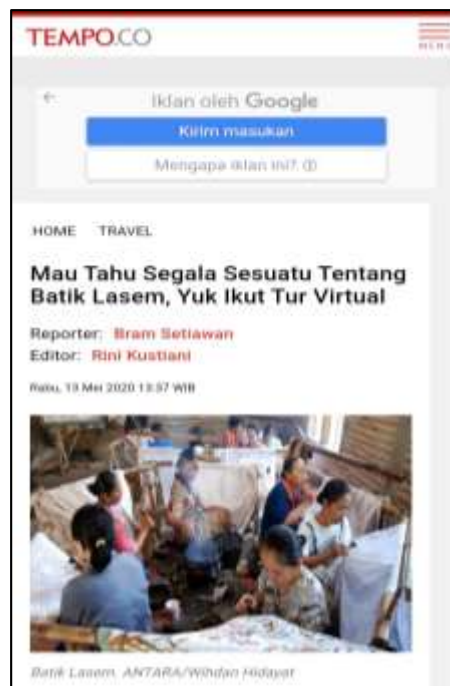 TEMPO.CO
MENU
Iklan oleh Google
Kirim masukan
Mengapa iklan ini?
HOME TRAVEL
Mau Tahu Segala Sesuatu Tentang
Batik Lasem, Yuk Ikut Tur Virtual
Reporter: Bram Setiawan
Editor: Rini Kustiani
Rabu, 13 Mei 2020 13:57 WIB
Batik Lasem. ANTARA/Wihdan Hidayat